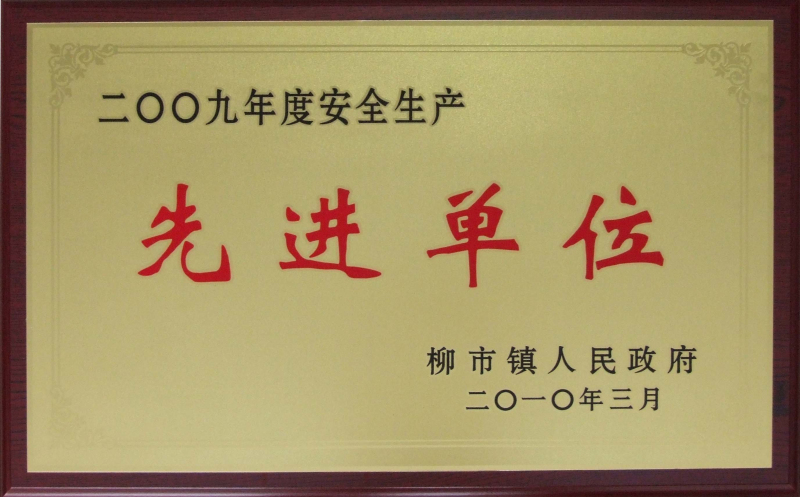 二〇〇九年度安全生产
先进单位
柳市镇人民政府
二〇一〇年三月